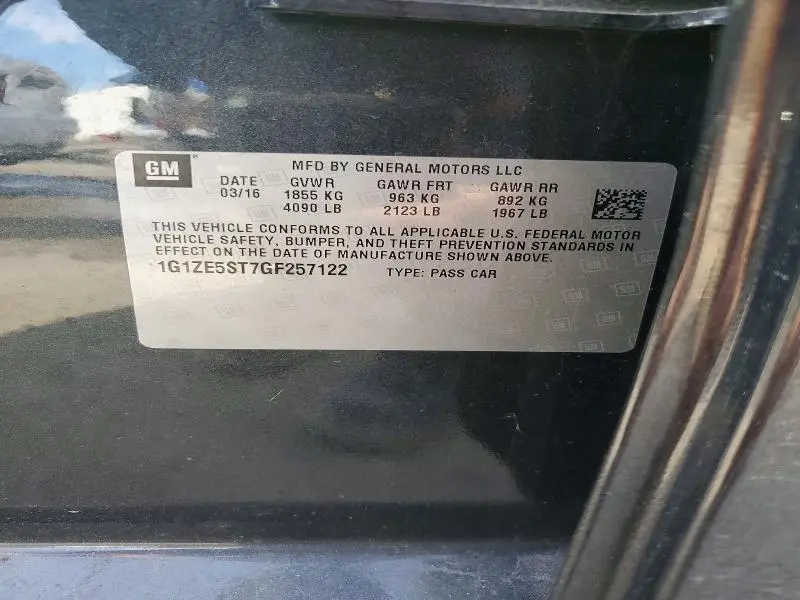 GM
MFD BY GENERAL MOTORS LLC
DATE GVWR GAWR FRT GAWR RR
03/16 1855 KG 963 KG 892 KG
4090 LB 2123 LB 1967 LB
THIS VEHICLE CONFORMS TO ALL APPLICABLE U.S. FEDERAL MOTOR
VEHICLE SAFETY, BUMPER, AND THEFT PREVENTION STANDARDS IN
EFFECT ON THE DATE OF MANUFACTURE SHOWN ABOVE.
1G1ZE5ST7GF257122 TYPE: PASS CAR